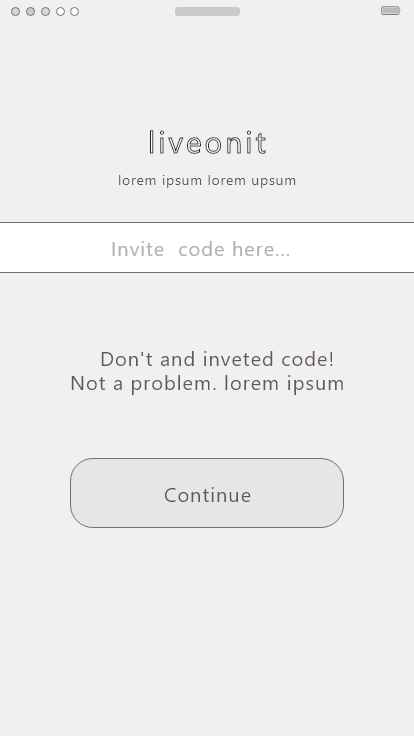 liveonit
lorem ipsum lorem upsum
Invite code here...
Don't and inveted code!
Not a problem. lorem ipsum
Continue